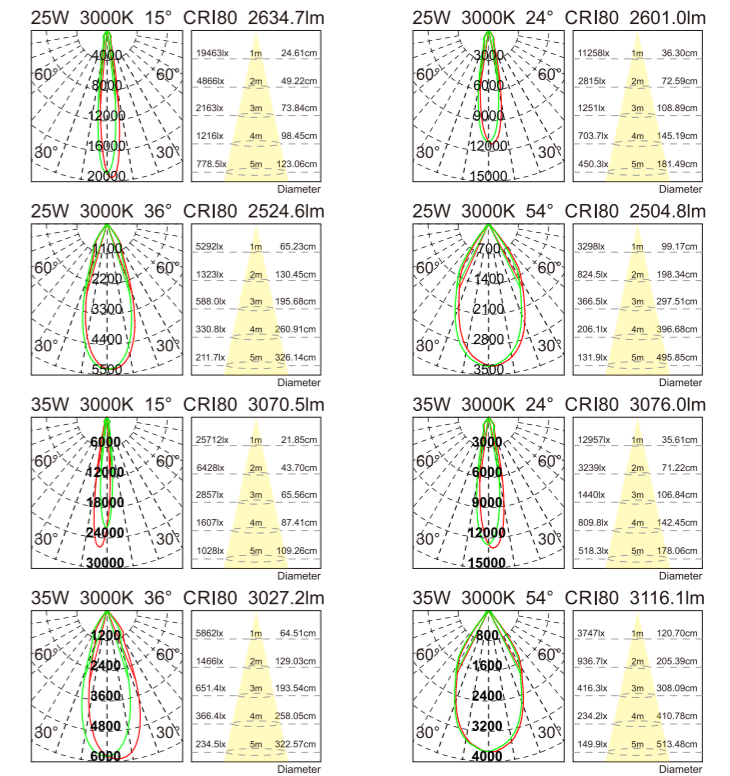 25W 3000K 15° CRI80 2634.7lm
4000
8000
12000
16000
20000
60° 60°
30° 30°
19463lx 1m 24.61cm
4866lx 2m 49.22cm
2163lx 3m 73.84cm
1216lx 4m 98.45cm
778.5lx 5m 123.06cm
Diameter
25W 3000K 24° CRI80 2601.0lm
3000
6000
9000
12000
15000
60° 60°
30° 30°
11258lx 1m 36.30cm
2815lx 2m 72.59cm
1251lx 3m 108.89cm
703.7lx 4m 145.19cm
450.3lx 5m 181.49cm
Diameter
25W 3000K 36° CRI80 2524.6lm
1100
2200
3300
4400
5500
60° 60°
30° 30°
5292lx 1m 65.23cm
1323lx 2m 130.45cm
588.0lx 3m 195.68cm
330.8lx 4m 260.91cm
211.7lx 5m 326.14cm
Diameter
25W 3000K 54° CRI80 2504.8lm
700
1400
2100
2800
3500
60° 60°
30° 30°
3298lx 1m 99.17cm
824.5lx 2m 198.34cm
366.5lx 3m 297.51cm
206.1lx 4m 396.68cm
131.9lx 5m 495.85cm
Diameter
35W 3000K 15° CRI80 3070.5lm
6000
12000
18000
24000
30000
60° 60°
30° 30°
25712lx 1m 21.85cm
6428lx 2m 43.70cm
2857lx 3m 65.56cm
1607lx 4m 87.41cm
1028lx 5m 109.26cm
Diameter
35W 3000K 24° CRI80 3076.0lm
3000
6000
9000
12000
15000
60° 60°
30° 30°
12957lx 1m 35.61cm
3239lx 2m 71.22cm
1440lx 3m 106.84cm
809.8lx 4m 142.45cm
518.3lx 5m 178.06cm
Diameter
35W 3000K 36° CRI80 3027.2lm
1200
2400
3600
4800
6000
60° 60°
30° 30°
5862lx 1m 64.51cm
1466lx 2m 129.03cm
651.4lx 3m 193.54cm
366.4lx 4m 258.05cm
234.5lx 5m 322.57cm
Diameter
35W 3000K 54° CRI80 3116.1lm
800
1600
2400
3200
4000
60° 60°
30° 30°
3747lx 1m 120.70cm
936.7lx 2m 205.39cm
416.3lx 3m 308.09cm
234.2lx 4m 410.78cm
149.9lx 5m 513.48cm
Diameter